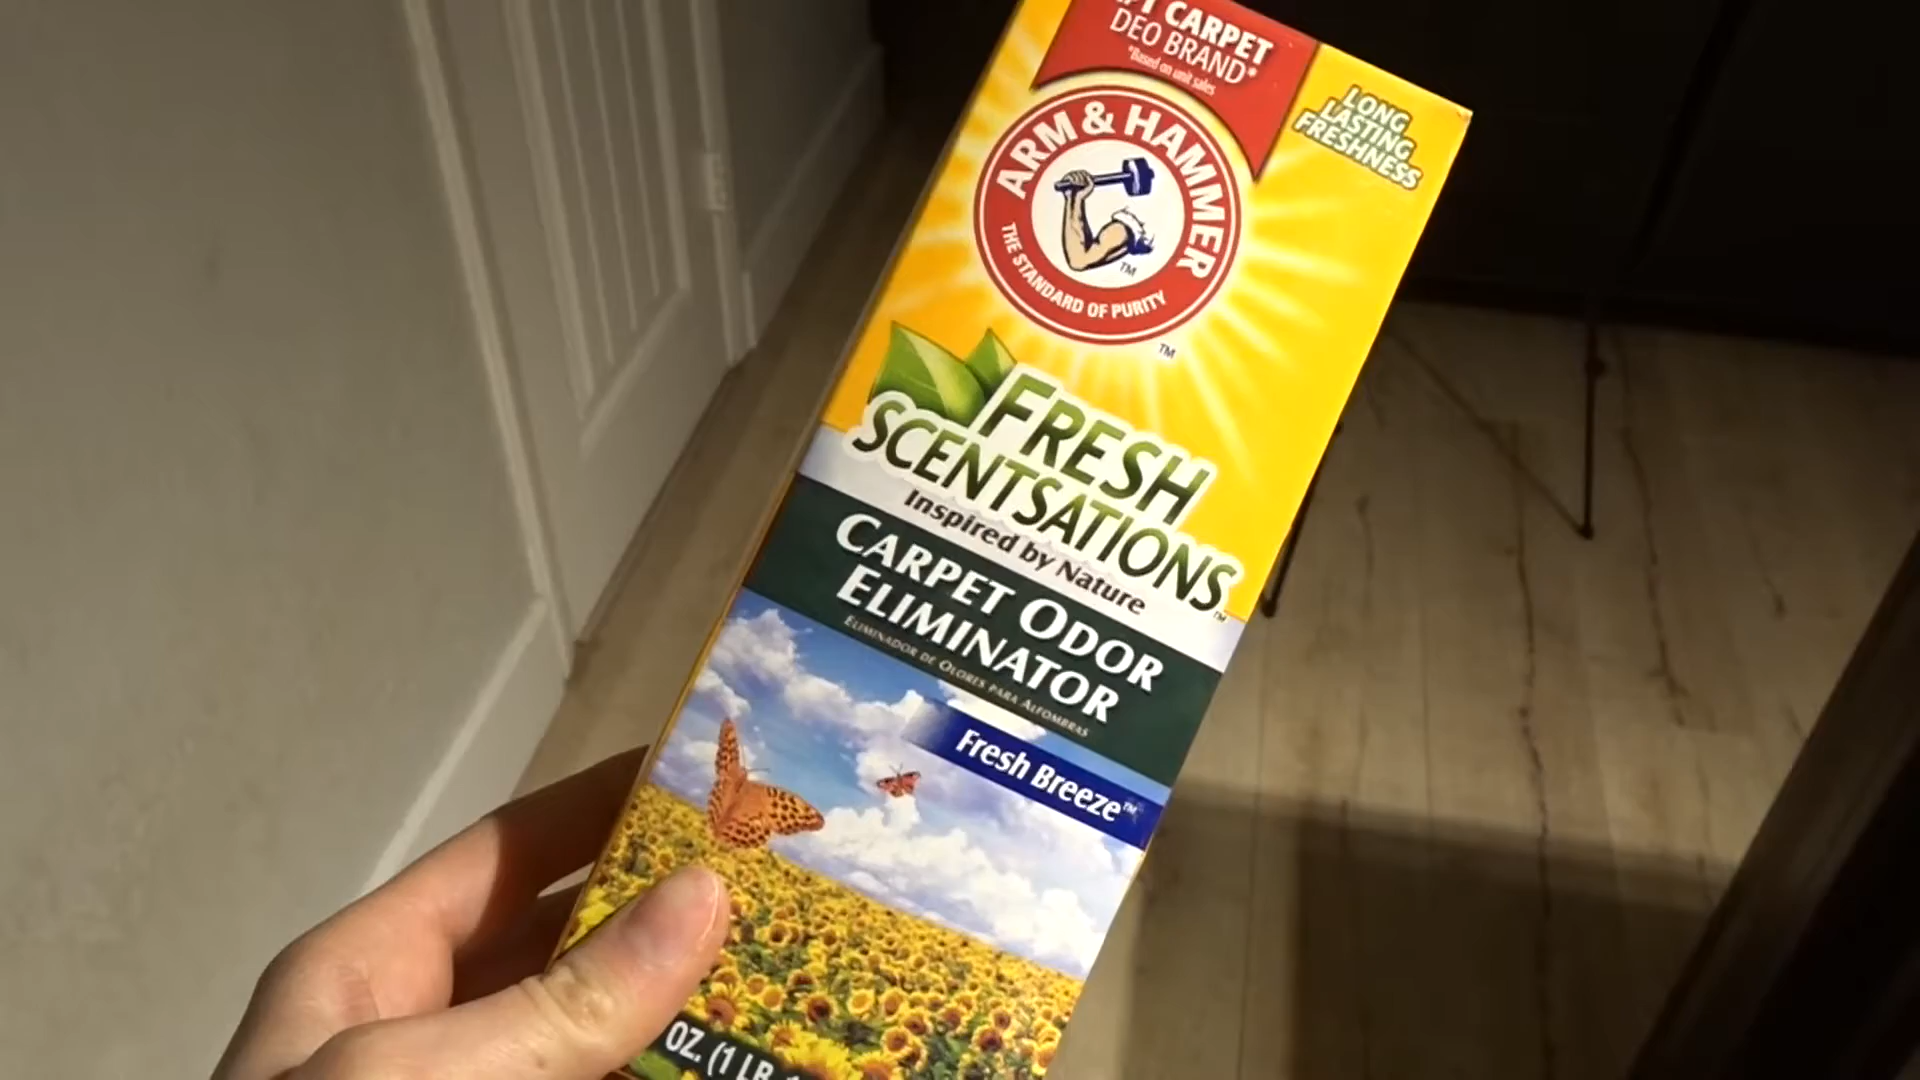 CARPET
DEO BRAND*
*Based on unit sales
LONG
LASTING
FRESHNESS
ARM & HAMMER
THE STANDARD OF PURITY
TM
TM
FRESH
SCENTSATIONS
TM
Inspired by Nature
CARPET ODOR
ELIMINATOR
ELIMINADOR DE OLORES PARA ALFOMBRAS
Fresh Breeze™
OZ. (1 LB.